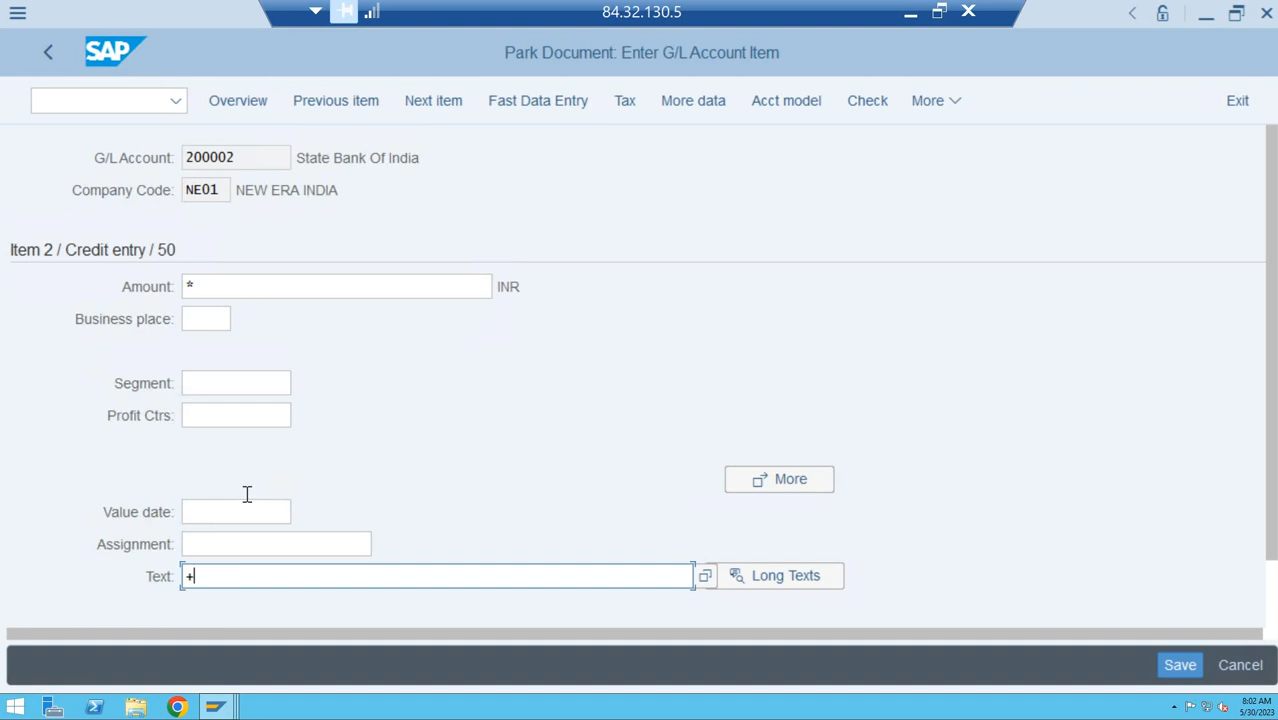 84.32.130.5
SAP
Park Document: Enter G/L Account Item
Overview Previous item Next item Fast Data Entry Tax More data Acct model Check More Exit
G/L Account: 200002 State Bank Of India
Company Code: NE01 NEW ERA INDIA
Item 2 / Credit entry / 50
Amount: * INR
Business place:
Segment:
Profit Ctrs:
More
Value date:
Assignment:
Text: + Long Texts
Save Cancel
8:02 AM
5/30/2023